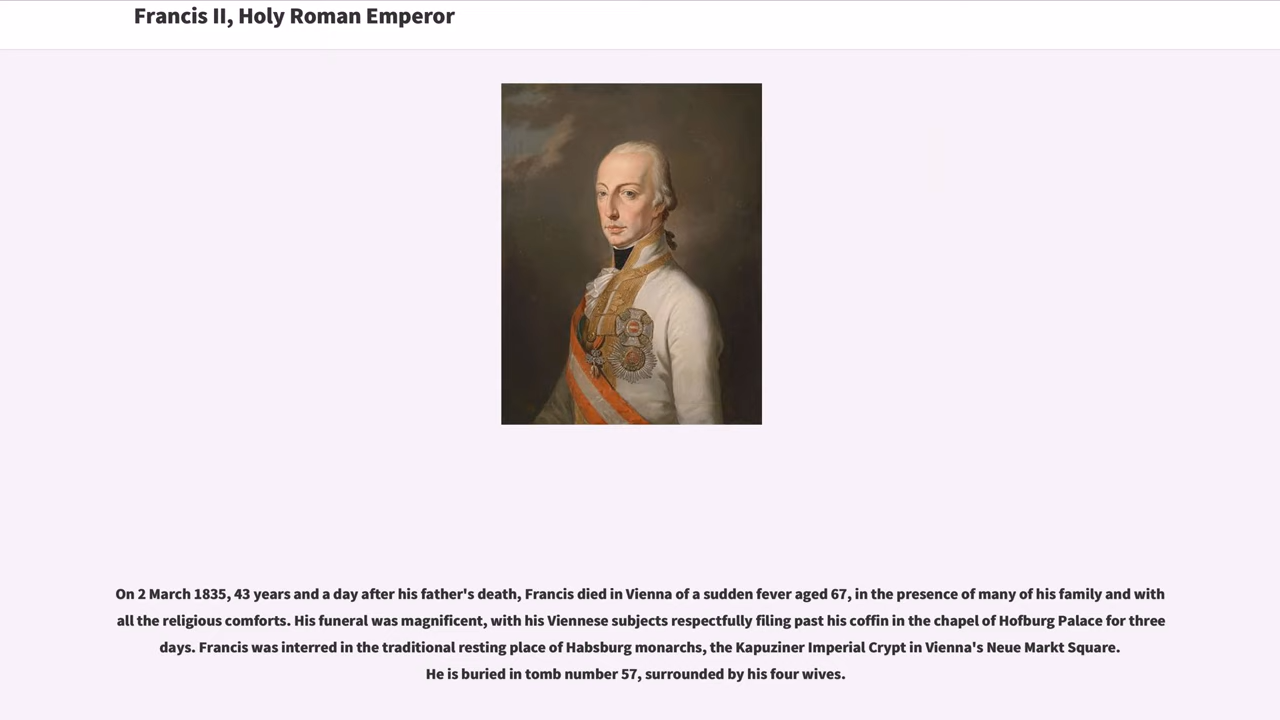 Francis II, Holy Roman Emperor
On 2 March 1835, 43 years and a day after his father's death, Francis died in Vienna of a sudden fever aged 67, in the presence of many of his family and with
all the religious comforts. His funeral was magnificent, with his Viennese subjects respectfully filing past his coffin in the chapel of Hofburg Palace for three
days. Francis was interred in the traditional resting place of Habsburg monarchs, the Kapuziner Imperial Crypt in Vienna's Neue Markt Square.
He is buried in tomb number 57, surrounded by his four wives.